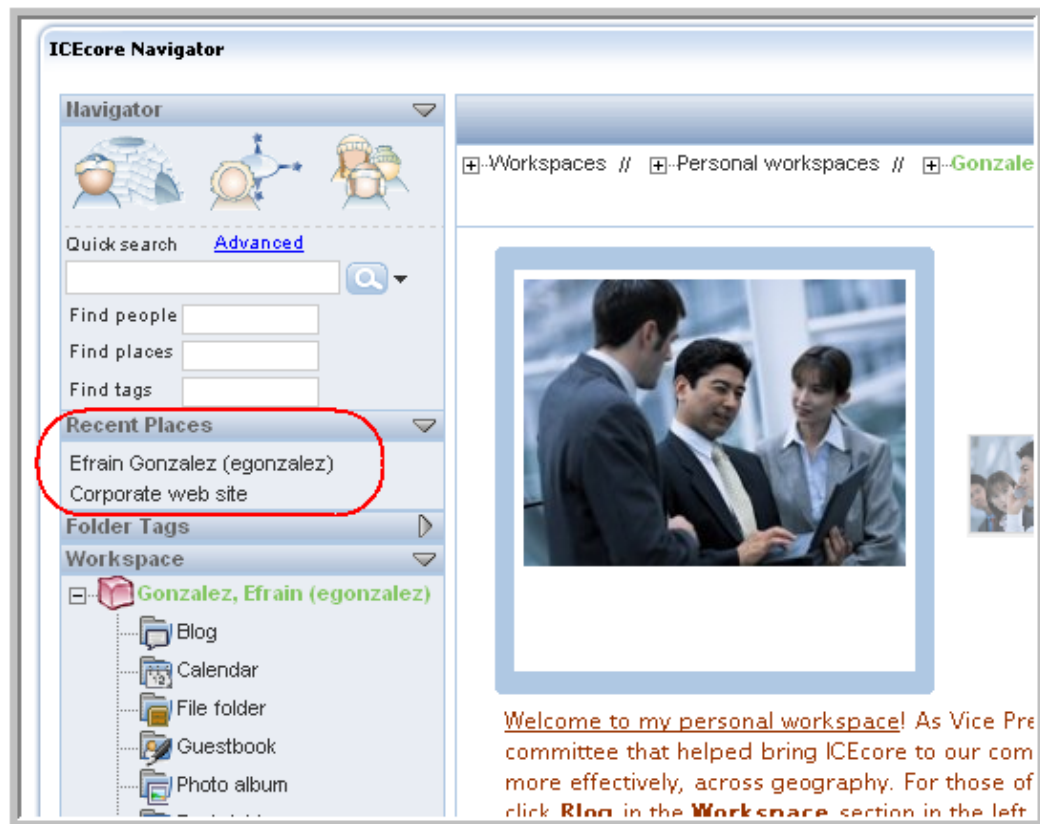 ICEcore Navigator
Navigator
Quick search Advanced
Find people
Find places
Find tags
Recent Places
Efrain Gonzalez (egonzalez)
Corporate web site
Folder Tags
Workspace
Gonzalez, Efrain (egonzalez)
Blog
Calendar
File folder
Guestbook
Photo album
Workspaces // Personal workspaces // Gonzale
Welcome to my personal workspace! As Vice Pre
committee that helped bring ICEcore to our com
more effectively, across geography. For those of
click Blog in the Workspace section in the left